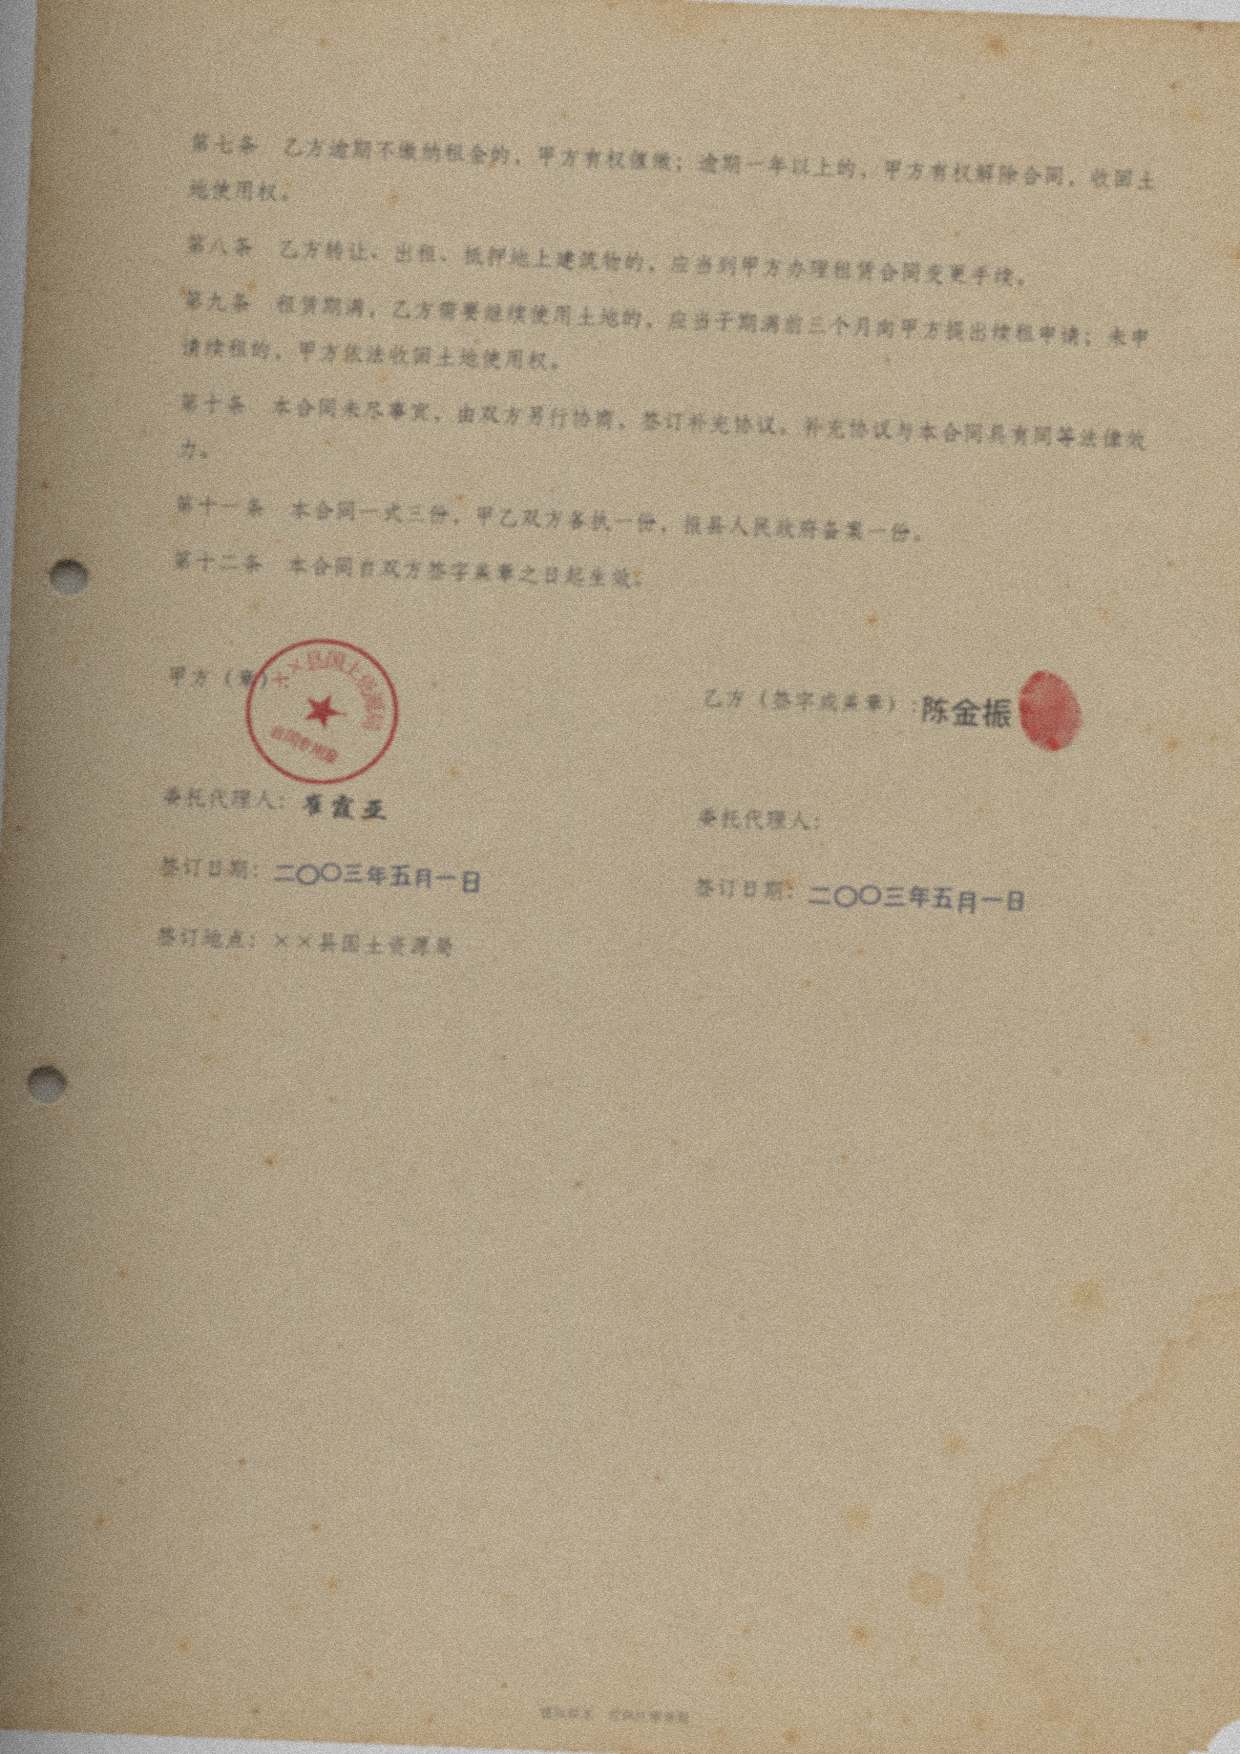 第七条　乙方逾期不缴纳租金的，甲方有权催缴；逾期一年以上的，甲方有权解除合同，收回土
地使用权。
第八条　乙方转让、出租、抵押地上建筑物的，应当到甲方办理租赁合同变更手续。
第九条　租赁期满，乙方需要继续使用土地的，应当于期满前三个月向甲方提出续租申请；未申
请续租的，甲方依法收回土地使用权。
第十条　本合同未尽事宜，由双方另行协商，签订补充协议。补充协议与本合同具有同等法律效
力。
第十一条　本合同一式三份，甲乙双方各执一份，报县人民政府备案一份。
第十二条　本合同自双方签字盖章之日起生效。
甲方（章）：
××县国土资源局
合同专用章
乙方（签字或盖章）：陈金振
委托代理人：崔霞亚
委托代理人：
签订日期：二〇〇三年五月一日
签订日期：二〇〇三年五月一日
签订地点：××县国土资源局